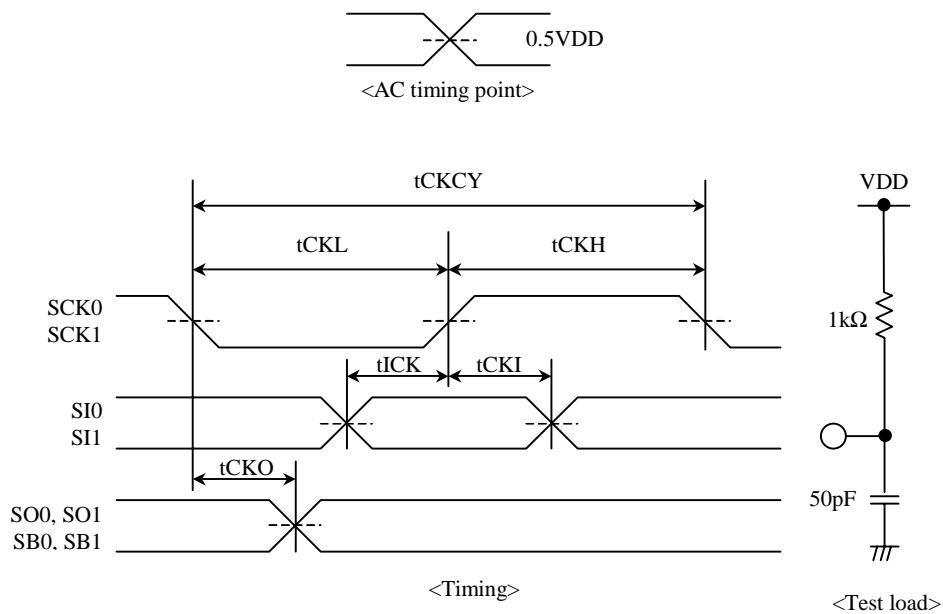 0.5VDD
<AC timing point>
tCKCY
VDD
tCKL
tCKH
SCK0
SCK1
1kΩ
tICK
tCKI
SI0
SI1
tCKO
50pF
SO0, SO1
SB0, SB1
<Timing>
<Test load>